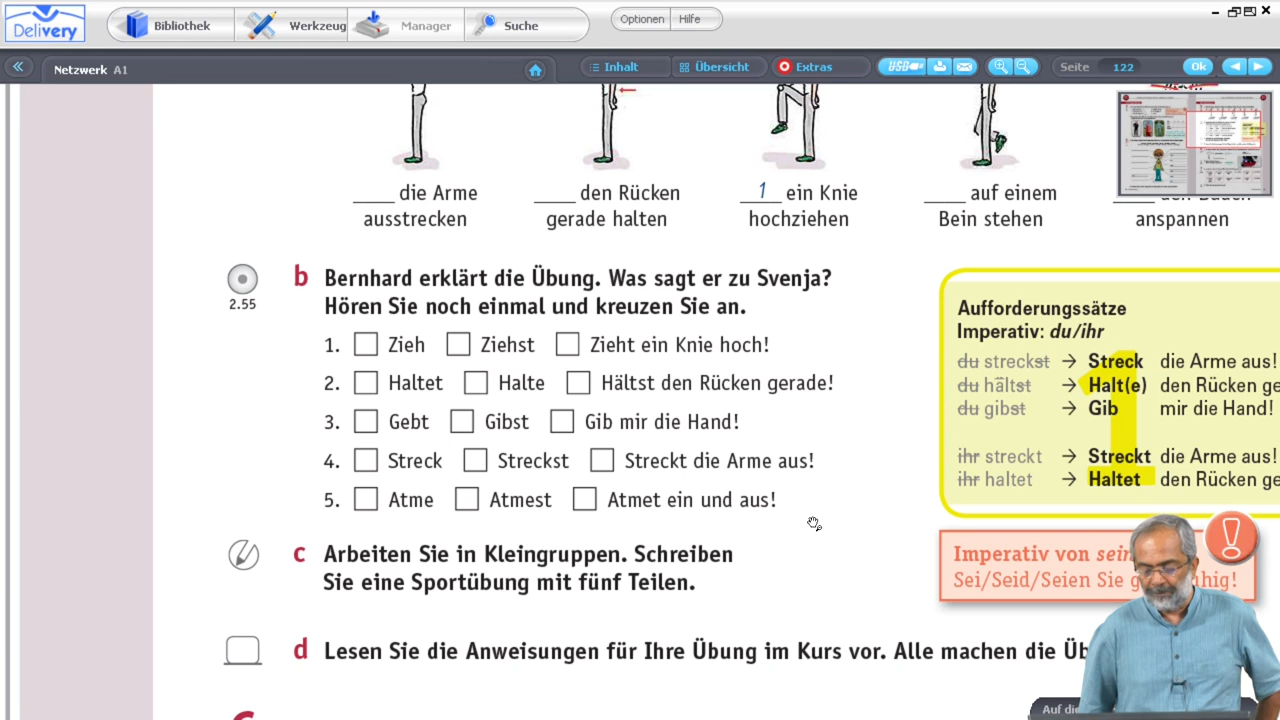 Delivery
Bibliothek
Werkzeug
Manager
Suche
Optionen
Hilfe
Netzwerk A1
Inhalt
Übersicht
Extras
USB
Seite 122
Ok
____ die Arme
ausstrecken
____ den Rücken
gerade halten
1 ein Knie
hochziehen
____ auf einem
Bein stehen
____ den Bauch
anspannen
2.55
b Bernhard erklärt die Übung. Was sagt er zu Svenja?
Hören Sie noch einmal und kreuzen Sie an.
1. ☐ Zieh ☐ Ziehst ☐ Zieht ein Knie hoch!
2. ☐ Haltet ☐ Halte ☐ Hältst den Rücken gerade!
3. ☐ Gebt ☐ Gibst ☐ Gib mir die Hand!
4. ☐ Streck ☐ Streckst ☐ Streckt die Arme aus!
5. ☐ Atme ☐ Atmest ☐ Atmet ein und aus!
c Arbeiten Sie in Kleingruppen. Schreiben
Sie eine Sportübung mit fünf Teilen.
d Lesen Sie die Anweisungen für Ihre Übung im Kurs vor. Alle machen die Üb
Aufforderungssätze
Imperativ: du/ihr
du streckst → Streck die Arme aus!
du hältst → Halt(e) den Rücken ge
du gibst → Gib mir die Hand!
ihr streckt → Streckt die Arme aus!
ihr haltet → Haltet den Rücken ge
Imperativ von sein
Sei/Seid/Seien Sie g hig!
Auf die